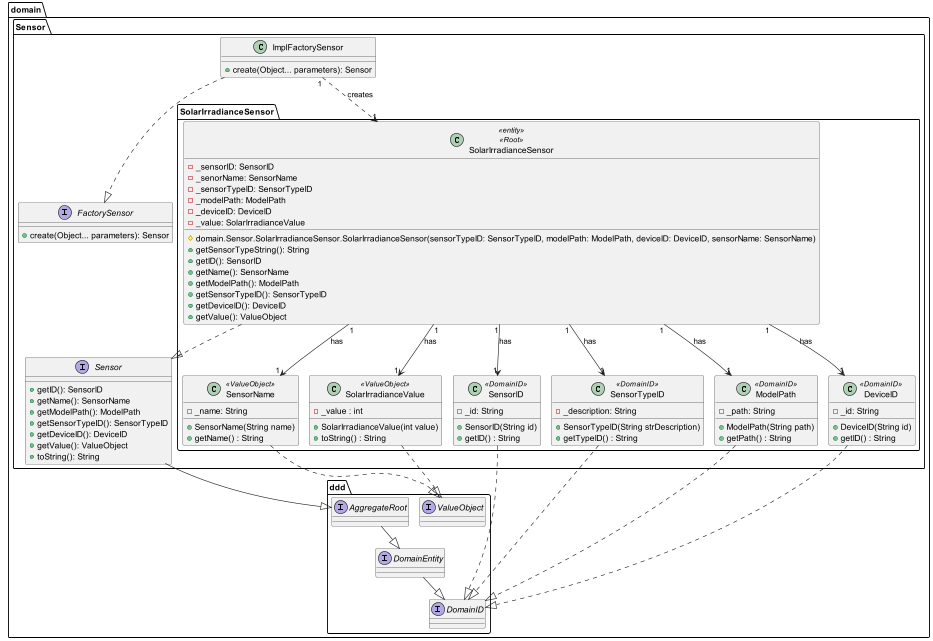 domain
Sensor
C ImplFactorySensor
create(Object... parameters): Sensor
1
creates
1
SolarIrradianceSensor
«entity»
«Root»
C SolarIrradianceSensor
_sensorID: SensorID
_senorName: SensorName
_sensorTypeID: SensorTypeID
_modelPath: ModelPath
_deviceID: DeviceID
_value: SolarIrradianceValue
domain.Sensor.SolarIrradianceSensor.SolarIrradianceSensor(sensorTypeID: SensorTypeID, modelPath: ModelPath, deviceID: DeviceID, sensorName: SensorName)
getSensorTypeString(): String
getID(): SensorID
getName(): SensorName
getModelPath(): ModelPath
getSensorTypeID(): SensorTypeID
getDeviceID(): DeviceID
getValue(): ValueObject
I FactorySensor
create(Object... parameters): Sensor
1 1 1 1 1 1
has has has has has has
1 1 1 1 1 1
I Sensor
getID(): SensorID
getName(): SensorName
getModelPath(): ModelPath
getSensorTypeID(): SensorTypeID
getDeviceID(): DeviceID
getValue(): ValueObject
toString(): String
«ValueObject»
C SensorName
_name: String
SensorName(String name)
getName() : String
«ValueObject»
C SolarIrradianceValue
_value : int
SolarIrradianceValue(int value)
toString() : String
«DomainID»
C SensorID
_id: String
SensorID(String id)
getID() : String
«DomainID»
C SensorTypeID
_description: String
SensorTypeID(String strDescription)
getTypeID() : String
«DomainID»
C ModelPath
_path: String
ModelPath(String path)
getPath() : String
«DomainID»
C DeviceID
_id: String
DeviceID(String id)
getID() : String
ddd
I AggregateRoot
I ValueObject
I DomainEntity
I DomainID